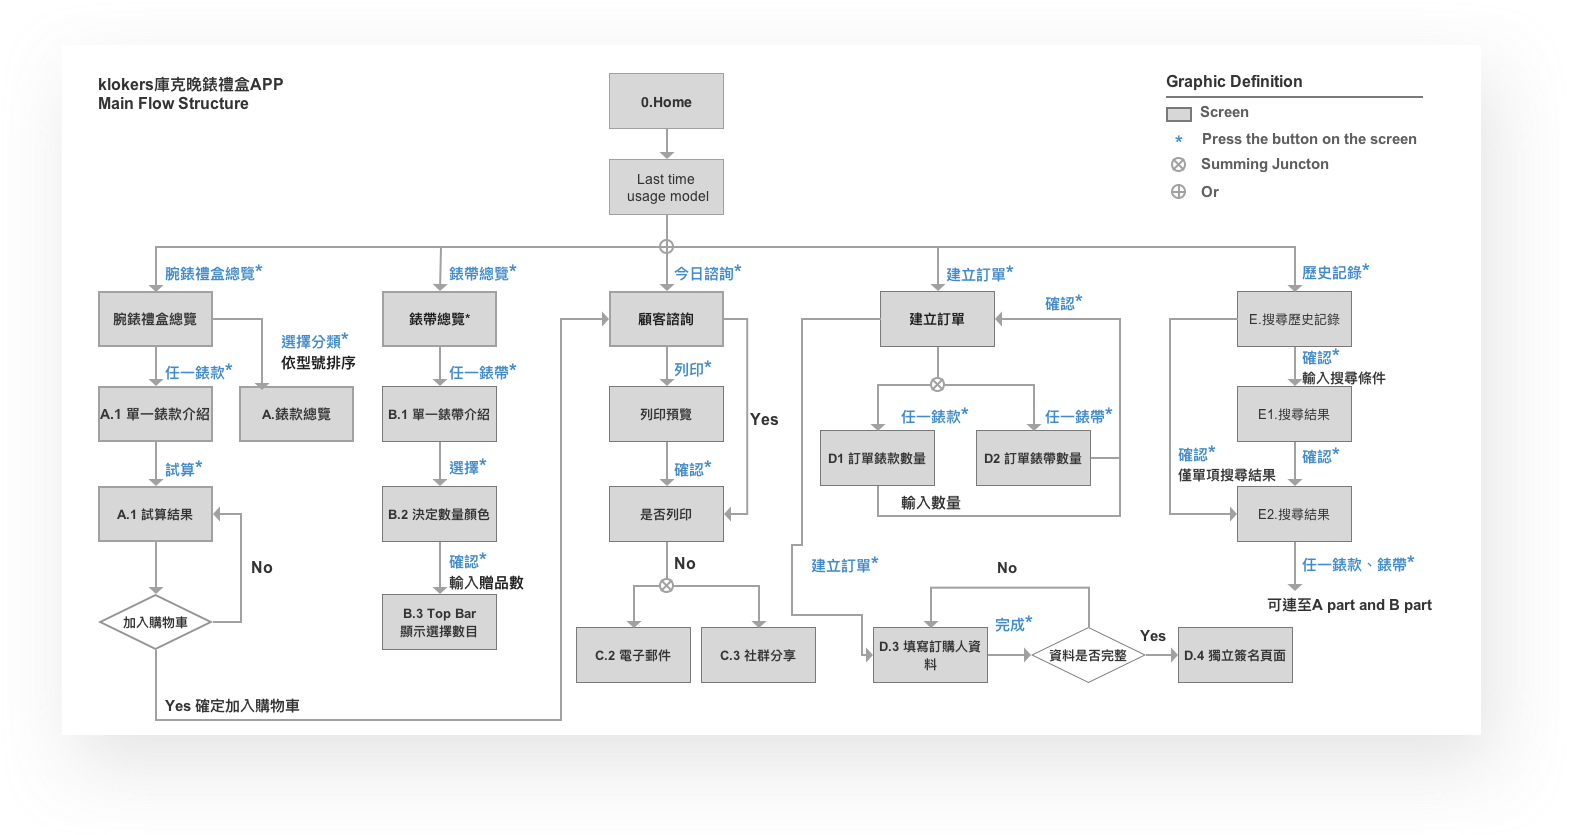 klokers庫克晚錶禮盒APP
Main Flow Structure
0.Home
Last time
usage model
Graphic Definition
Screen
* Press the button on the screen
Summing Juncton
Or
腕錶禮盒總覽*
錶帶總覽*
今日諮詢*
建立訂單*
歷史記錄*
腕錶禮盒總覽
錶帶總覽*
顧客諮詢
建立訂單
確認*
E.搜尋歷史記錄
選擇分類*
依型號排序
任一錶款*
任一錶帶*
列印*
確認*
輸入搜尋條件
A.1 單一錶款介紹
A.錶款總覽
B.1 單一錶帶介紹
列印預覽
Yes
任一錶款*
任一錶帶*
E1.搜尋結果
D1 訂單錶款數量
D2 訂單錶帶數量
試算*
選擇*
確認*
確認*
僅單項搜尋結果
確認*
A.1 試算結果
B.2 決定數量顏色
是否列印
輸入數量
E2.搜尋結果
No
確認*
輸入贈品數
No
建立訂單*
No
任一錶款、錶帶*
可連至A part and B part
加入購物車
B.3 Top Bar
顯示選擇數目
C.2 電子郵件
C.3 社群分享
D.3 填寫訂購人資
料
完成*
資料是否完整
Yes
D.4 獨立簽名頁面
Yes 確定加入購物車